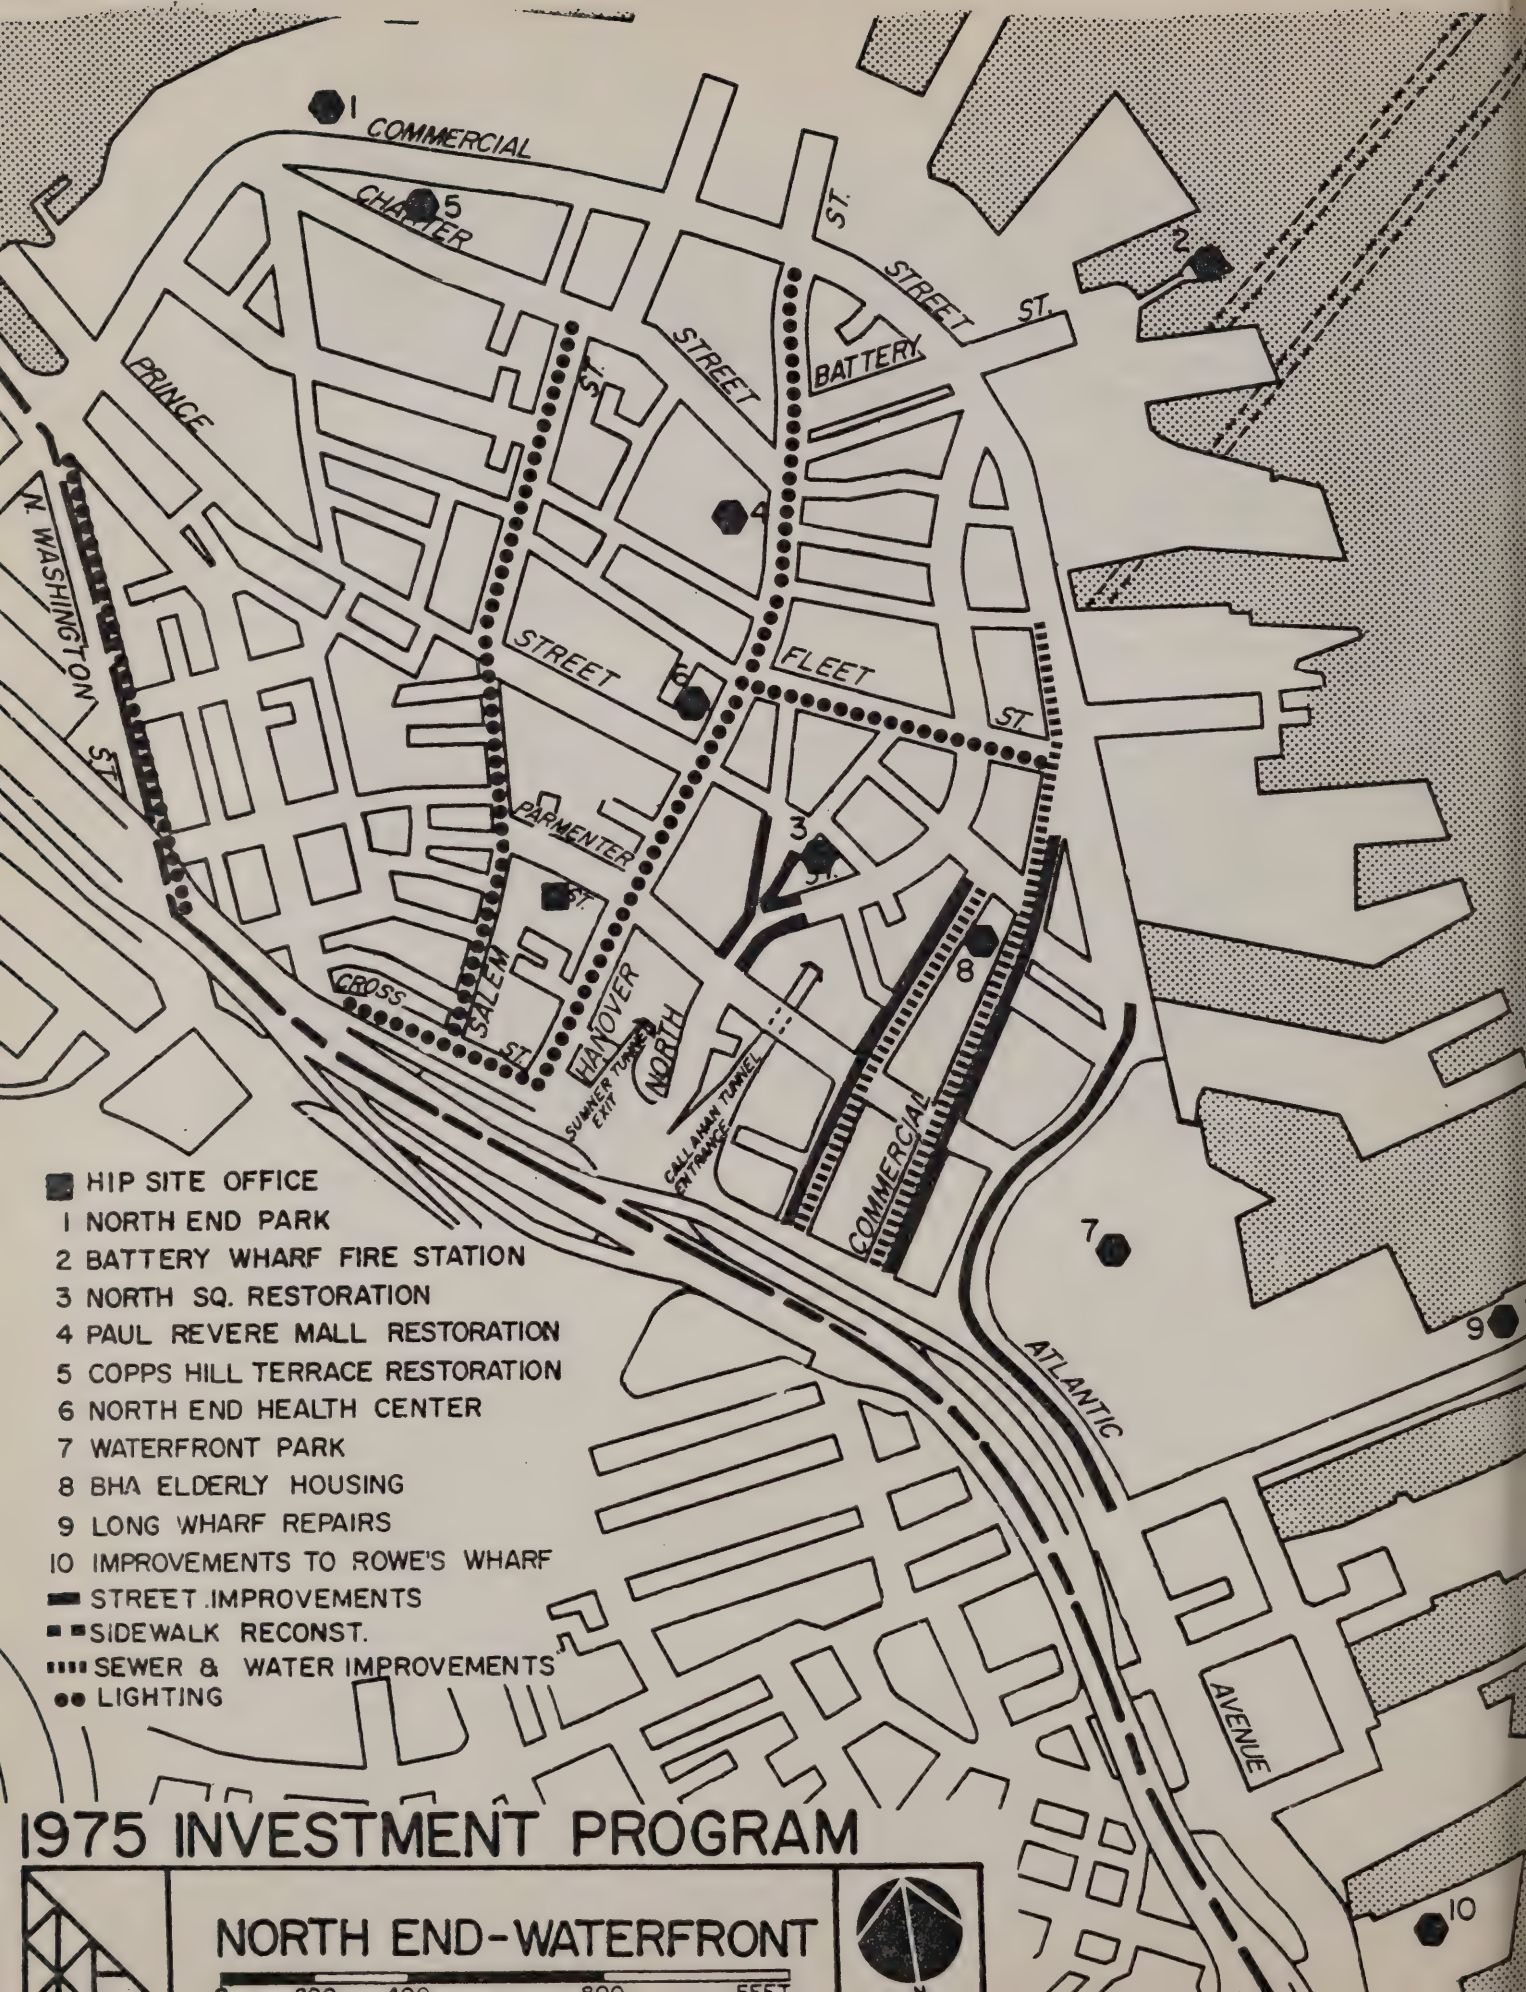 1
COMMERCIAL
ST.
CHARTER
5
2
STREET
ST.
PRINCE
STREET
ST.
BATTERY
N. WASHINGTON
ST.
4
STREET
6
FLEET
ST.
PARMENTER
ST.
3
ST.
CROSS
SALEM
ST.
HANOVER
NORTH
SUMNER TUNNEL
EXIT
CALLAHAN TUNNEL
ENTRANCE
8
COMMERCIAL
7
9
ATLANTIC
AVENUE
10
HIP SITE OFFICE
1 NORTH END PARK
2 BATTERY WHARF FIRE STATION
3 NORTH SQ. RESTORATION
4 PAUL REVERE MALL RESTORATION
5 COPPS HILL TERRACE RESTORATION
6 NORTH END HEALTH CENTER
7 WATERFRONT PARK
8 BHA ELDERLY HOUSING
9 LONG WHARF REPAIRS
10 IMPROVEMENTS TO ROWE'S WHARF
STREET IMPROVEMENTS
SIDEWALK RECONST.
SEWER & WATER IMPROVEMENTS
LIGHTING
1975 INVESTMENT PROGRAM
NORTH END-WATERFRONT